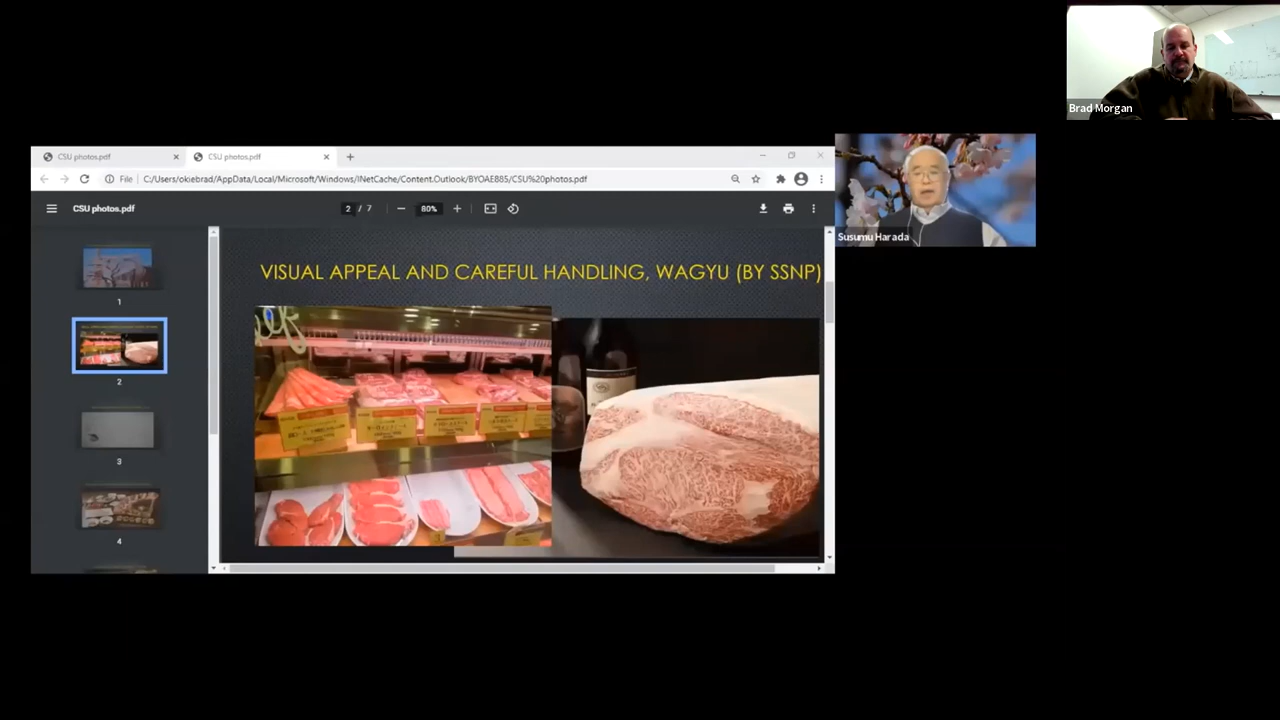 Brad Morgan
CSU photos.pdf
CSU photos.pdf
File
C:/Users/okiebrad/AppData/Local/Microsoft/Windows/INetCache/Content.Outlook/BYOAE885/CSU%20photos.pdf
CSU photos.pdf
2 / 7
80%
Susumu Harada
VISUAL APPEAL AND CAREFUL HANDLING, WAGYU (BY SSNP)
1
2
3
4